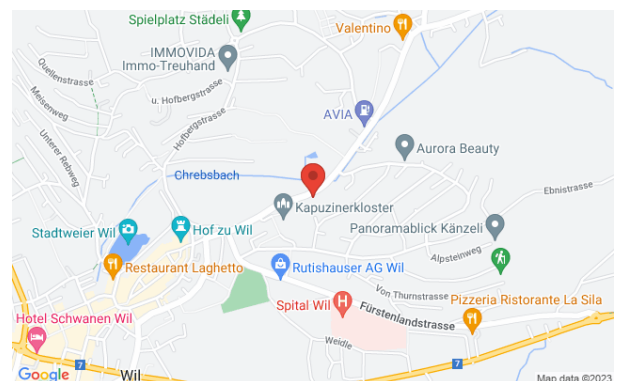 Spielplatz Städeli
Valentino
IMMOVIDA
Immo-Treuhand
Quellenstrasse
Meisenweg
u. Hofbergstrasse
AVIA
Hofbergstrasse
Unterer Rebweg
Aurora Beauty
Chrebsbach
Ebnistrasse
Kapuzinerkloster
Stadtweier Wil
Hof zu Wil
Panoramablick Känzeli
Alpsteinweg
Restaurant Laghetto
Rutishauser AG Wil
Von Thurnstrasse
Pizzeria Ristorante La Sila
Spital Wil
H
Fürstenlandstrasse
Hotel Schwanen Wil
Weidle
7
7
Google
Wil
Map data ©2023